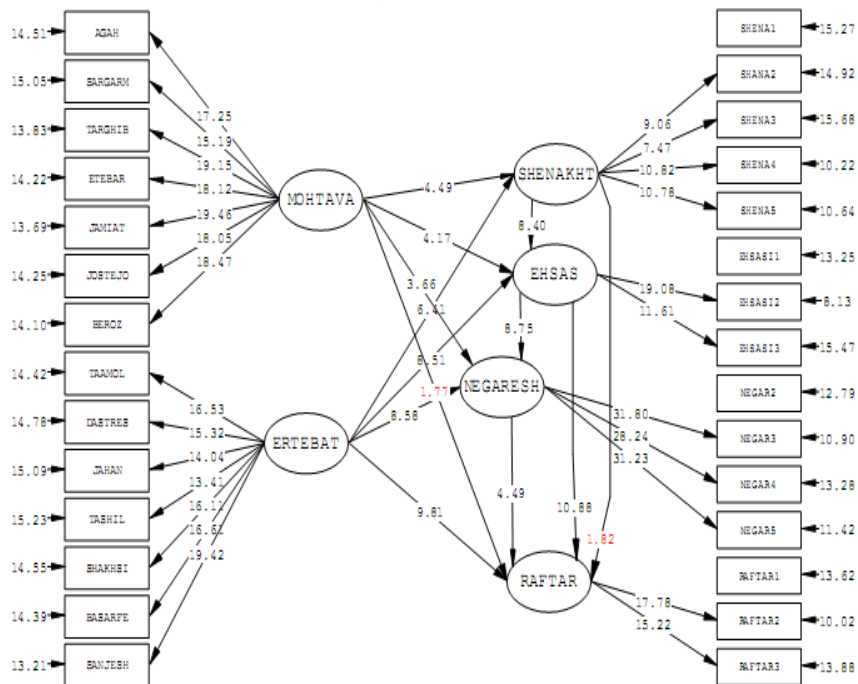 14.51 AGAH
15.05 SARGARM
13.83 TARGHIB
14.22 ETEBAR
13.69 JAMIAT
14.25 JOSTEJO
14.10 BEROZ
14.42 TAAMOL
14.78 DASTRES
15.09 JAHAN
15.23 TASHIL
14.55 SHAKHSI
14.39 BASARFE
13.21 SANJESH
17.25
15.19
19.15
18.12
19.46
18.05
18.47
16.53
15.32
14.04
13.41
16.11
16.61
19.42
MOHTAVA
ERTEBAT
4.49
4.17
3.66
6.41
8.51
1.77
8.58
9.81
SHENAKHT
8.40
EHSAS
8.75
NEGARESH
4.49
10.88
1.82
RAFTAR
9.06
7.47
10.82
10.78
19.08
11.61
31.80
28.24
31.23
17.78
15.22
SHENA1 15.27
SHANA2 14.92
SHENA3 15.68
SHENA4 10.22
SHENA5 10.64
EHSASI1 13.25
EHSASI2 8.13
EHSASI3 15.47
NEGAR2 12.79
NEGAR3 10.90
NEGAR4 13.28
NEGAR5 11.42
RAFTAR1 13.62
RAFTAR2 10.02
RAFTAR3 13.88